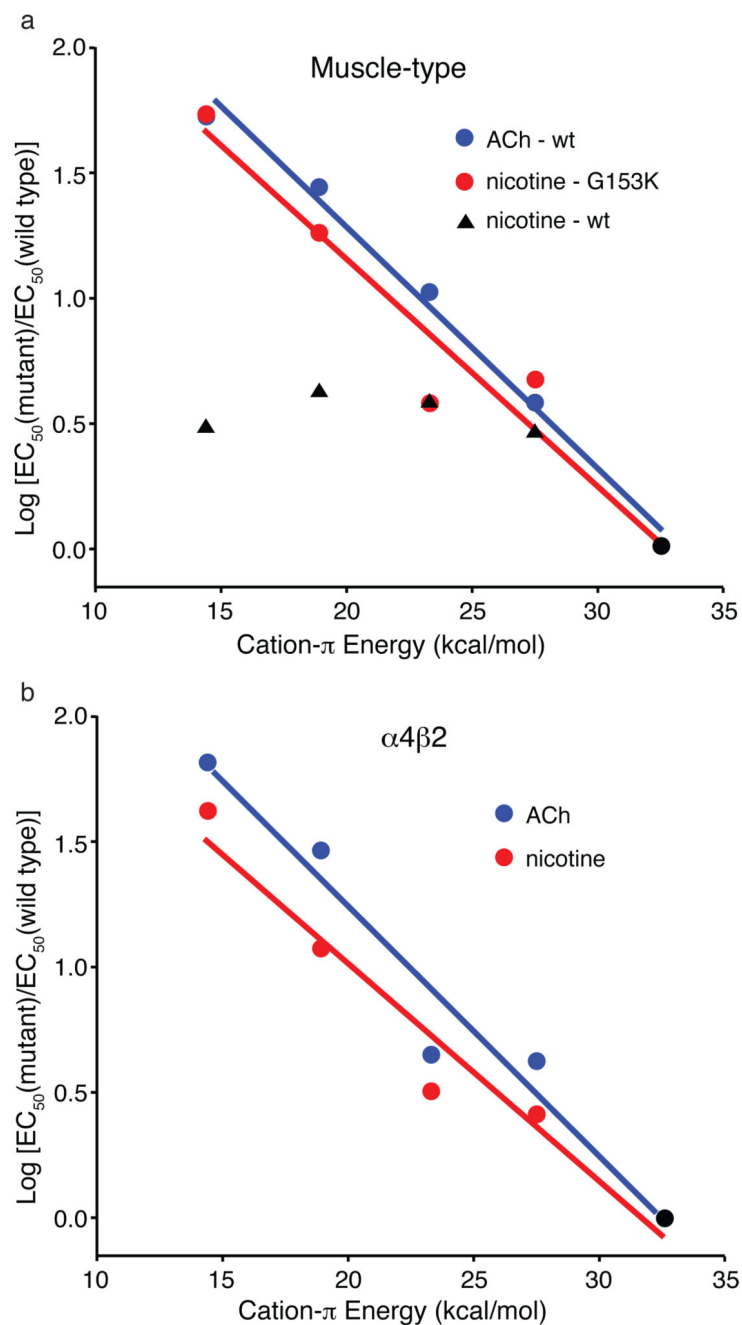 a
Muscle-type
ACh - wt
nicotine - G153K
nicotine - wt
Log [EC50(mutant)/EC50(wild type)]
2.0
1.5
1.0
0.5
0.0
10 15 20 25 30 35
Cation-π Energy (kcal/mol)
b
α4β2
ACh
nicotine
Log [EC50(mutant)/EC50(wild type)]
2.0
1.5
1.0
0.5
0.0
10 15 20 25 30 35
Cation-π Energy (kcal/mol)